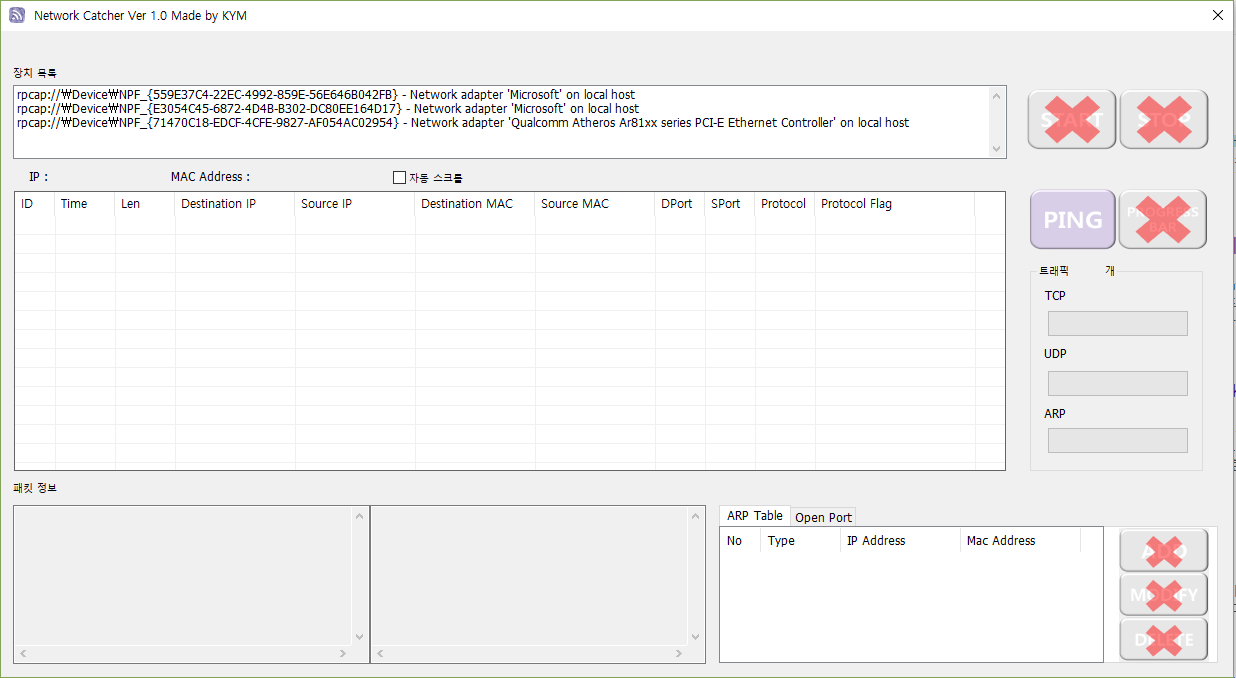 Network Catcher Ver 1.0 Made by KYM
장치 목록
rpcap://₩Device₩NPF_{559E37C4-22EC-4992-859E-56E646B042FB} - Network adapter 'Microsoft' on local host
rpcap://₩Device₩NPF_{E3054C45-6872-4D4B-B302-DC80EE164D17} - Network adapter 'Microsoft' on local host
rpcap://₩Device₩NPF_{71470C18-EDCF-4CFE-9827-AF054AC02954} - Network adapter 'Qualcomm Atheros Ar81xx series PCI-E Ethernet Controller' on local host
START STOP
IP : MAC Address : 자동 스크롤
ID Time Len Destination IP Source IP Destination MAC Source MAC DPort SPort Protocol Protocol Flag
PING PROGRESS
BAR
트래픽 개
TCP
UDP
ARP
패킷 정보
ARP Table Open Port
No Type IP Address Mac Address
ADD
MODIFY
DELETE